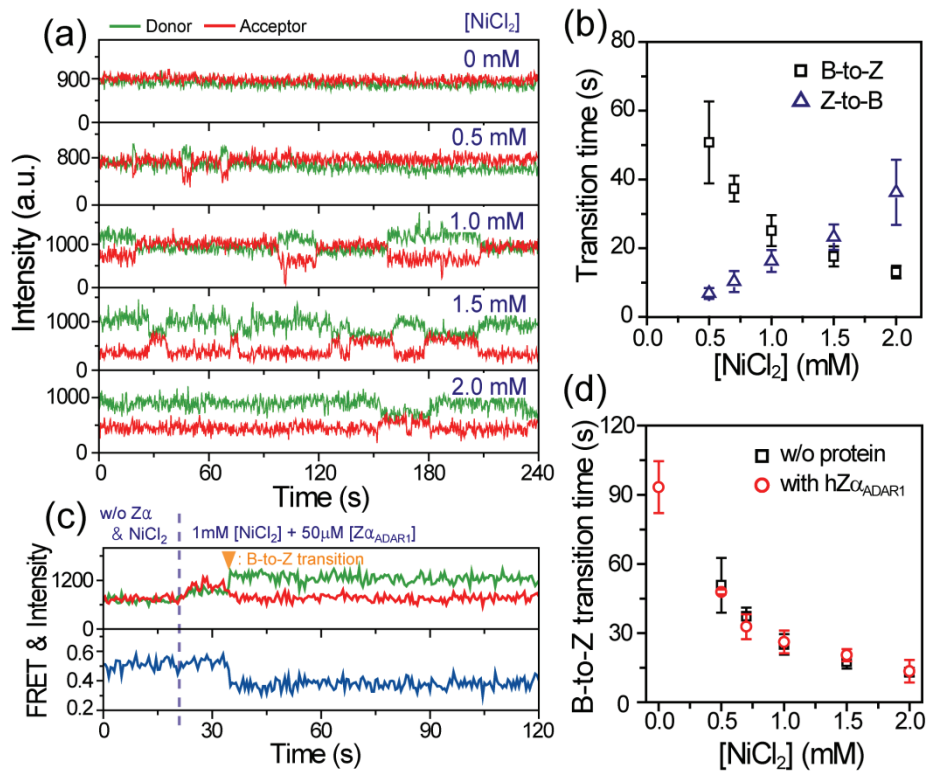 (a)
Donor
Acceptor
[NiCl₂]
0 mM
900
0
0.5 mM
800
0
1.0 mM
1000
0
1.5 mM
1000
0
2.0 mM
1000
0
Intensity (a.u.)
0 60 120 180 240
Time (s)
(b)
80
60
40
20
0
Transition time (s)
B-to-Z
Z-to-B
0.0 0.5 1.0 1.5 2.0
[NiCl₂] (mM)
(c)
w/o Zα
& NiCl₂
1mM [NiCl₂] + 50μM [Zα_ADAR1]
: B-to-Z transition
1200
0
0.6
0.4
0.2
FRET & Intensity
0 30 60 90 120
Time (s)
(d)
120
90
60
30
0
B-to-Z transition time (s)
w/o protein
with hZα_ADAR1
0.0 0.5 1.0 1.5 2.0
[NiCl₂] (mM)